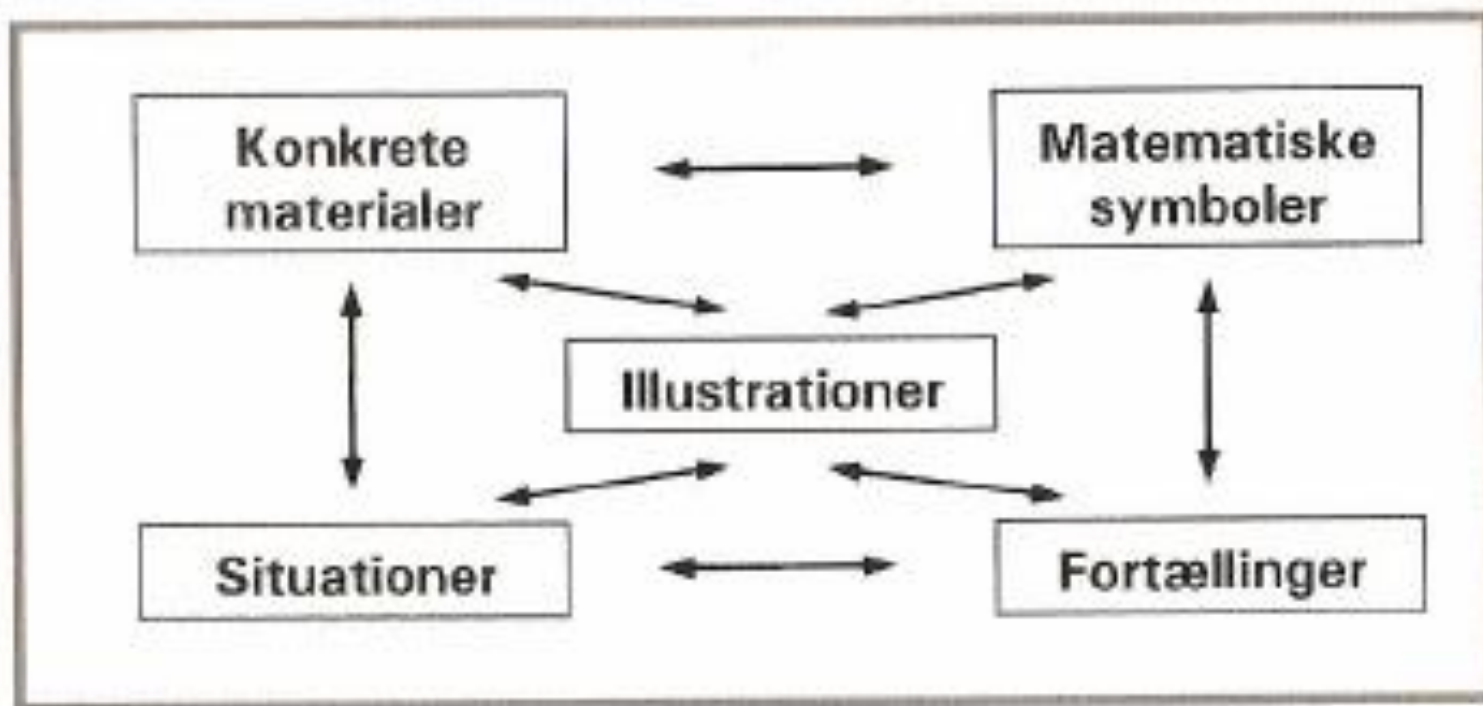 Konkrete
materialer
Matematiske
symboler
Illustrationer
Situationer
Fortællinger